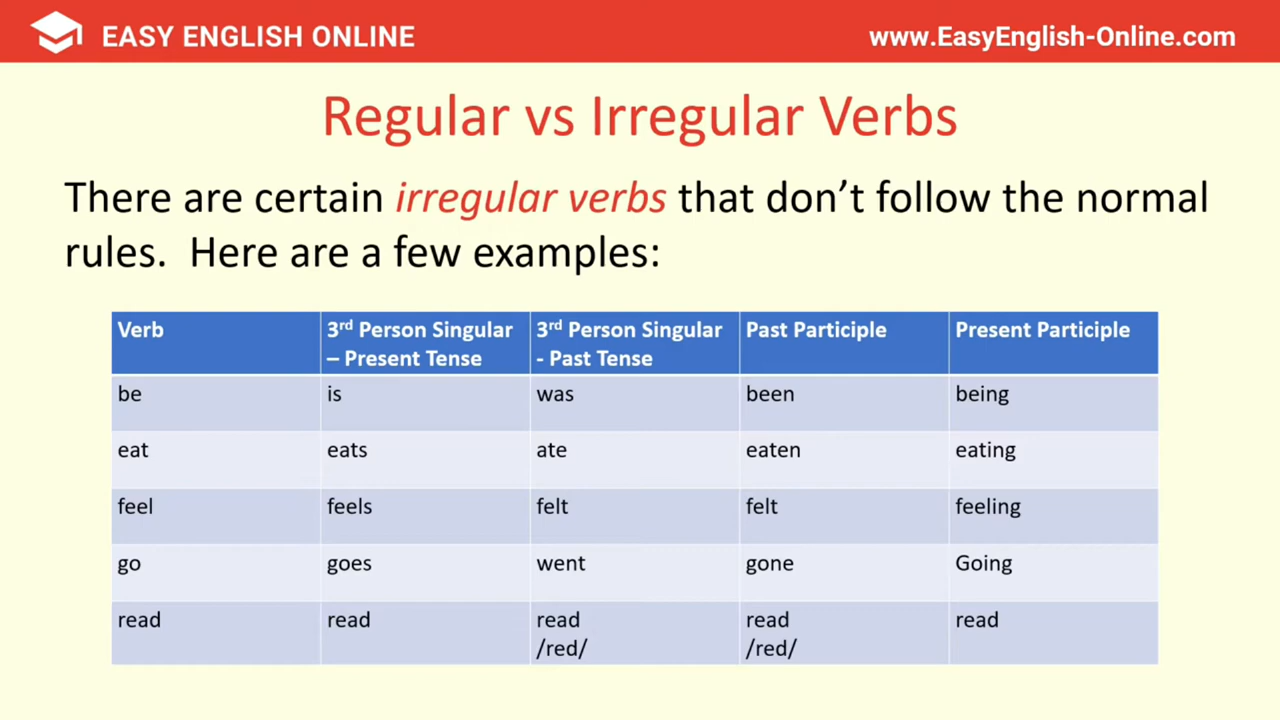 EASY ENGLISH ONLINE
www.EasyEnglish-Online.com
Regular vs Irregular Verbs
There are certain irregular verbs that don’t follow the normal
rules.  Here are a few examples:
Verb
3rd Person Singular
– Present Tense
3rd Person Singular
- Past Tense
Past Participle
Present Participle
be
is
was
been
being
eat
eats
ate
eaten
eating
feel
feels
felt
felt
feeling
go
goes
went
gone
Going
read
read
read
/red/
read
/red/
read